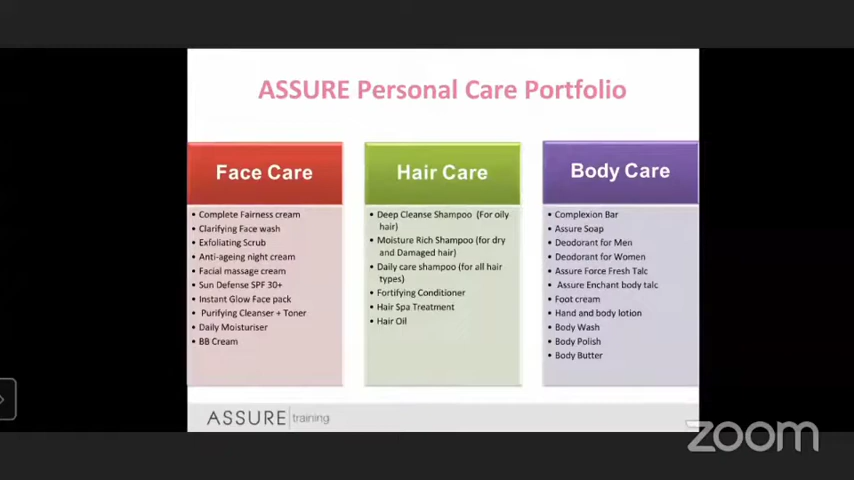 ASSURE Personal Care Portfolio
Face Care
• Complete Fairness cream
• Clarifying Face wash
• Exfoliating Scrub
• Anti-ageing night cream
• Facial massage cream
• Sun Defense SPF 30+
• Instant Glow Face pack
• Purifying Cleanser + Toner
• Daily Moisturiser
• BB Cream
Hair Care
• Deep Cleanse Shampoo (For oily
hair)
• Moisture Rich Shampoo (for dry
and Damaged hair)
• Daily care shampoo (for all hair
types)
• Fortifying Conditioner
• Hair Spa Treatment
• Hair Oil
Body Care
• Complexion Bar
• Assure Soap
• Deodorant for Men
• Deodorant for Women
• Assure Force Fresh Talc
• Assure Enchant body talc
• Foot cream
• Hand and body lotion
• Body Wash
• Body Polish
• Body Butter
ASSURE training
zoom